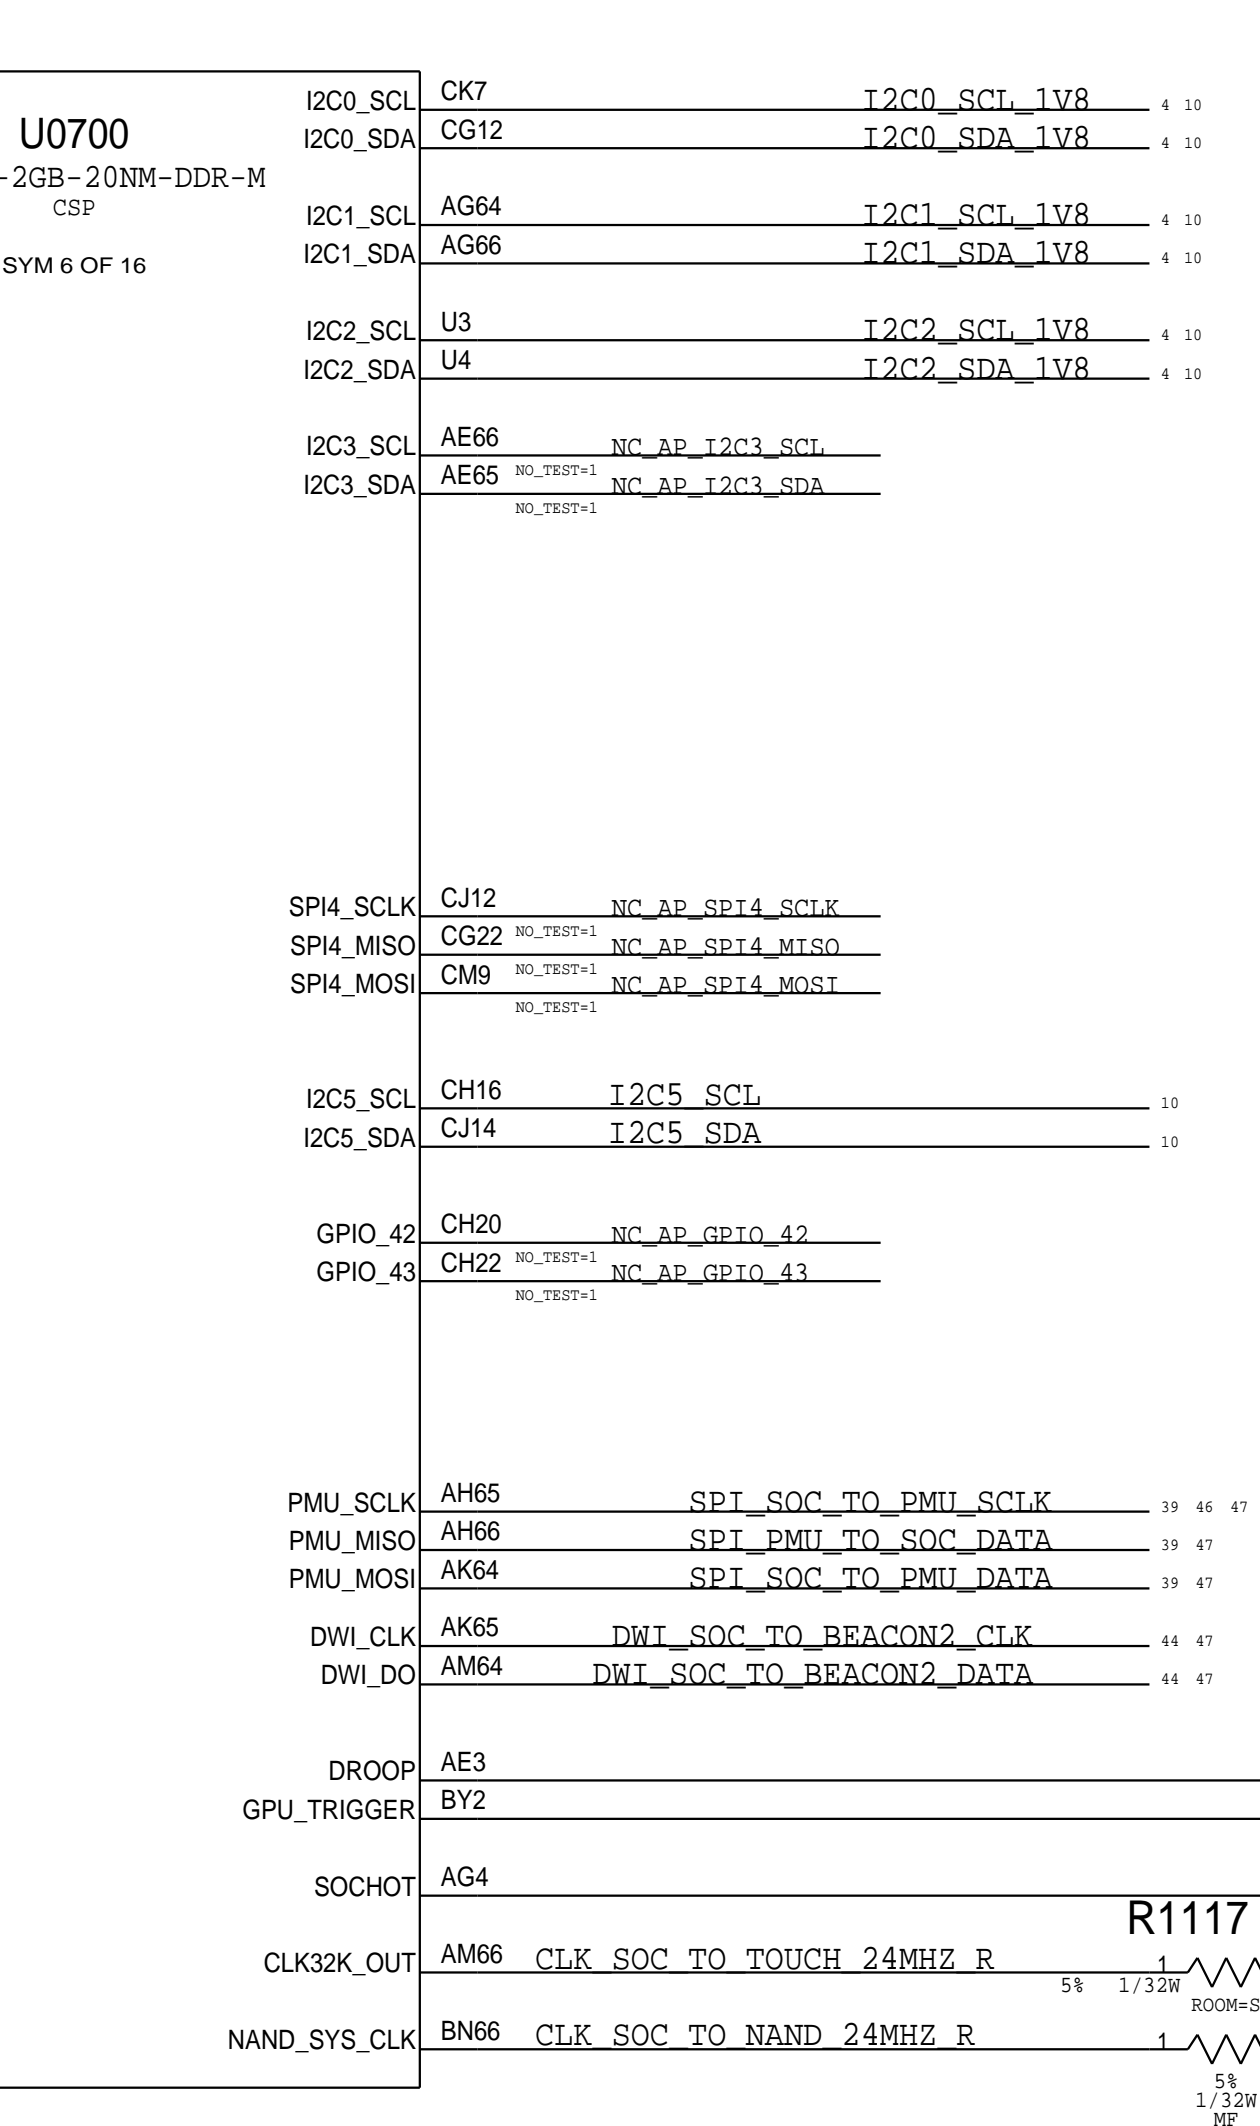 I2C0_SCL CK7 I2C0_SCL_1V8 4 10
U0700
I2C0_SDA CG12 I2C0_SDA_1V8 4 10
-2GB-20NM-DDR-M
CSP
I2C1_SCL AG64 I2C1_SCL_1V8 4 10
I2C1_SDA AG66 I2C1_SDA_1V8 4 10
SYM 6 OF 16
I2C2_SCL U3 I2C2_SCL_1V8 4 10
I2C2_SDA U4 I2C2_SDA_1V8 4 10
I2C3_SCL AE66 NC_AP_I2C3_SCL
NO_TEST=1
I2C3_SDA AE65 NC_AP_I2C3_SDA
NO_TEST=1
SPI4_SCLK CJ12 NC_AP_SPI4_SCLK
NO_TEST=1
SPI4_MISO CG22 NC_AP_SPI4_MISO
NO_TEST=1
SPI4_MOSI CM9 NC_AP_SPI4_MOSI
NO_TEST=1
I2C5_SCL CH16 I2C5_SCL 10
I2C5_SDA CJ14 I2C5_SDA 10
GPIO_42 CH20 NC_AP_GPIO_42
NO_TEST=1
GPIO_43 CH22 NC_AP_GPIO_43
NO_TEST=1
PMU_SCLK AH65 SPI_SOC_TO_PMU_SCLK 39 46 47
PMU_MISO AH66 SPI_PMU_TO_SOC_DATA 39 47
PMU_MOSI AK64 SPI_SOC_TO_PMU_DATA 39 47
DWI_CLK AK65 DWI_SOC_TO_BEACON2_CLK 44 47
DWI_DO AM64 DWI_SOC_TO_BEACON2_DATA 44 47
DROOP AE3
GPU_TRIGGER BY2
SOCHOT AG4
R1117
CLK32K_OUT AM66 CLK_SOC_TO_TOUCH_24MHZ_R 1
5% 1/32W
ROOM=S
NAND_SYS_CLK BN66 CLK_SOC_TO_NAND_24MHZ_R 1
5%
1/32W
MF